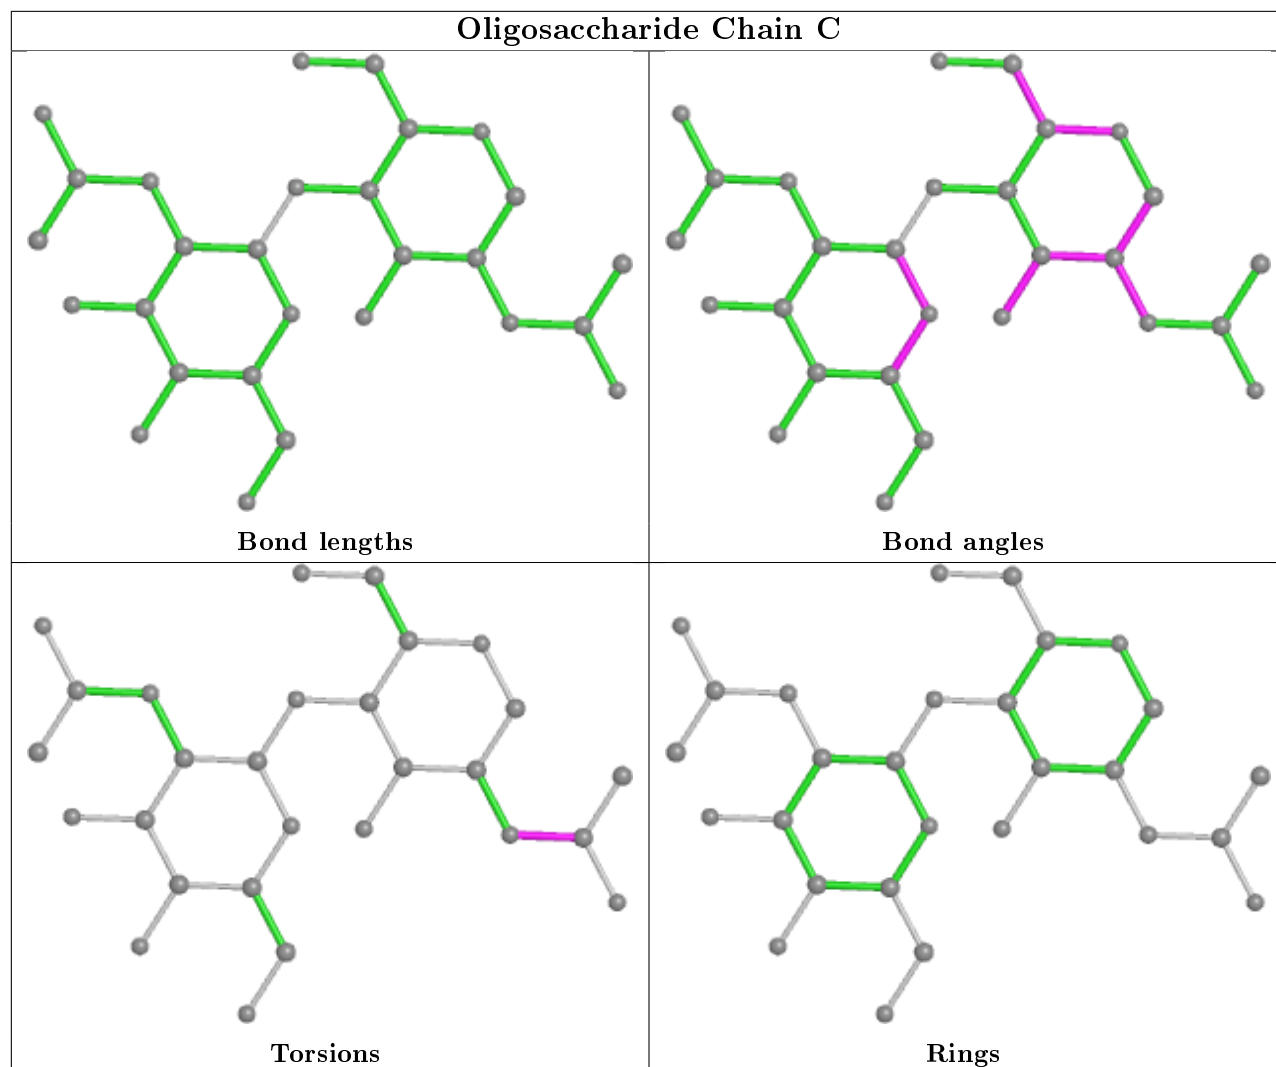 Oligosaccharide Chain C
Bond lengths
Bond angles
Torsions
Rings